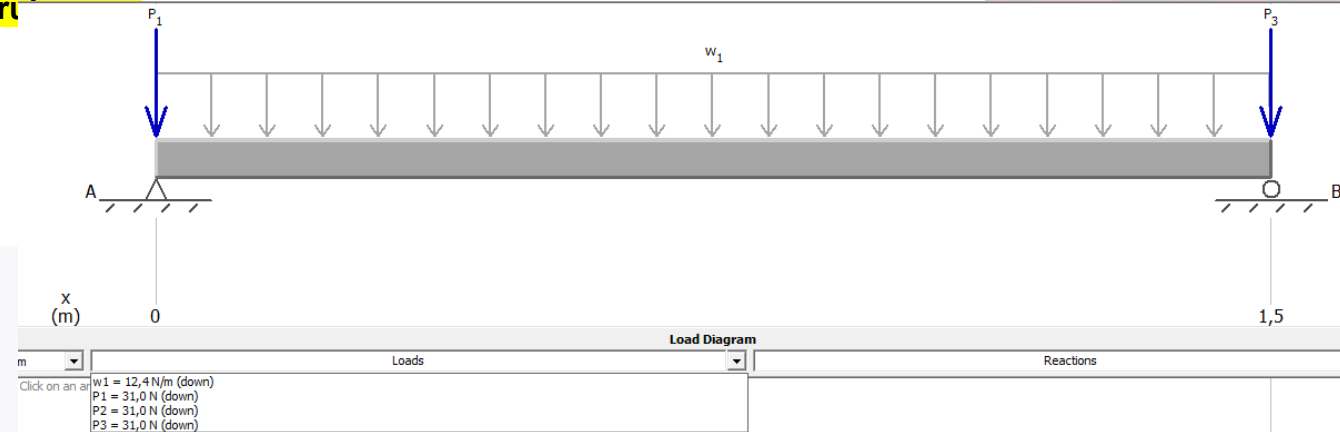 P1
P3
w1
A
B
x
(m)
0
1,5
Load Diagram
m
Loads
Reactions
Click on an ar
w1 = 12,4 N/m (down)
P1 = 31,0 N (down)
P2 = 31,0 N (down)
P3 = 31,0 N (down)